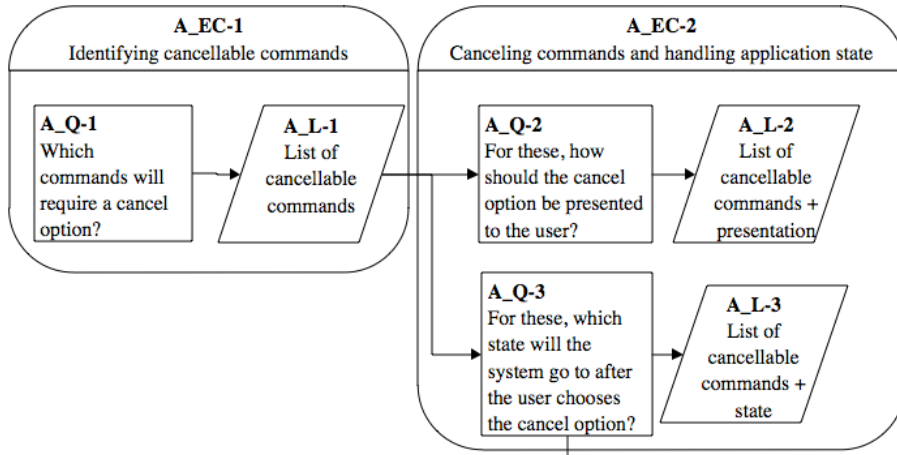 A_EC-1
Identifying cancellable commands
A_Q-1
Which
commands will
require a cancel
option?
A_L-1
List of
cancellable
commands
A_EC-2
Canceling commands and handling application state
A_Q-2
For these, how
should the cancel
option be presented
to the user?
A_L-2
List of
cancellable
commands +
presentation
A_Q-3
For these, which
state will the
system go to after
the user chooses
the cancel option?
A_L-3
List of
cancellable
commands +
state